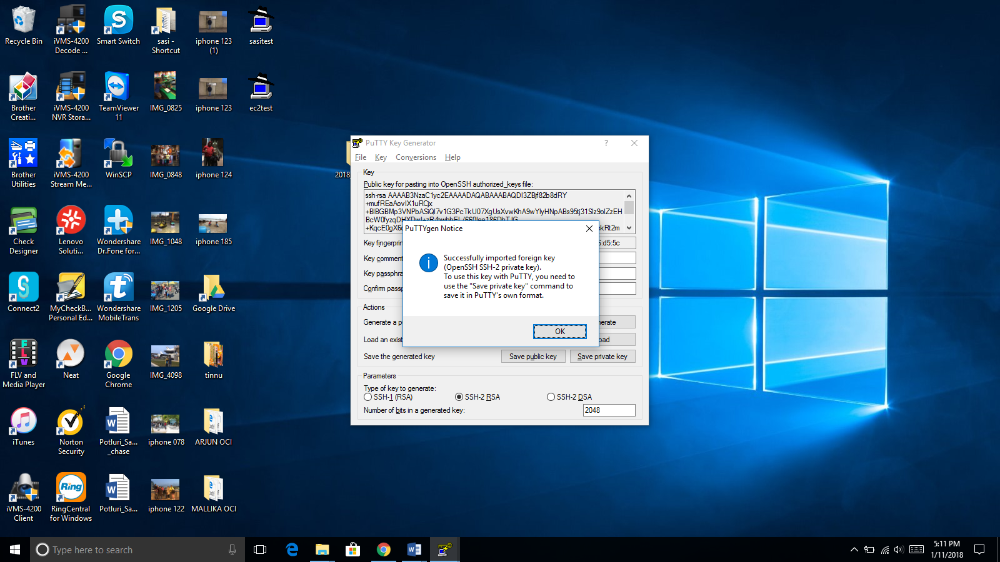 Recycle Bin
iVMS-4200
Decode ...
Smart Switch
sasi -
Shortcut
iphone 123
(1)
sasitest
Brother
Creati...
iVMS-4200
NVR Stora...
TeamViewer
11
IMG_0825
iphone 123
ec2test
Brother
Utilities
iVMS-4200
Stream Me...
WinSCP
IMG_0848
iphone 124
2018
Check
Designer
Lenovo
Soluti...
Wondershare
Dr.Fone for...
IMG_1048
iphone 185
Connect2
MyCheckB...
Personal Ed...
Wondershare
MobileTrans
IMG_1205
Google Drive
FLV
FLV and
Media Player
Neat
Google
Chrome
IMG_4098
tinnu
iTunes
Norton
Security
Potluri_Sa...
_chase
iphone 078
ARJUN OCI
iVMS-4200
Client
Ring
RingCentral
for Windows
Potluri_Sa...
iphone 122
MALLIKA OCI
PuTTY Key Generator
File Key Conversions Help
Key
Public key for pasting into OpenSSH authorized_keys file:
ssh-rsa AAAAB3NzaC1yc2EAAAADAQABAAABAQDI3ZBjf82b8dRY
+mufREaAovIX1uRCjx
+BlBGBMp3VNPbASiQI7v1G3PcTkU07XgUsXvwKhA9wYlyHNpABs95tj31Slz9olZzEH
+KqcE0gX6 skRt2m
Key fingerprin :d5:5c
Key comment
Key passphra
Confirm passp
PuTTYgen Notice
Successfully imported foreign key
(OpenSSH SSH-2 private key).
To use this key with PuTTY, you need to
use the "Save private key" command to
save it in PuTTY's own format.
OK
Actions
Generate a p erate
Load an exist oad
Save the generated key Save public key Save private key
Parameters
Type of key to generate:
SSH-1 (RSA) SSH-2 RSA SSH-2 DSA
Number of bits in a generated key: 2048
Type here to search
5:11 PM
1/11/2018